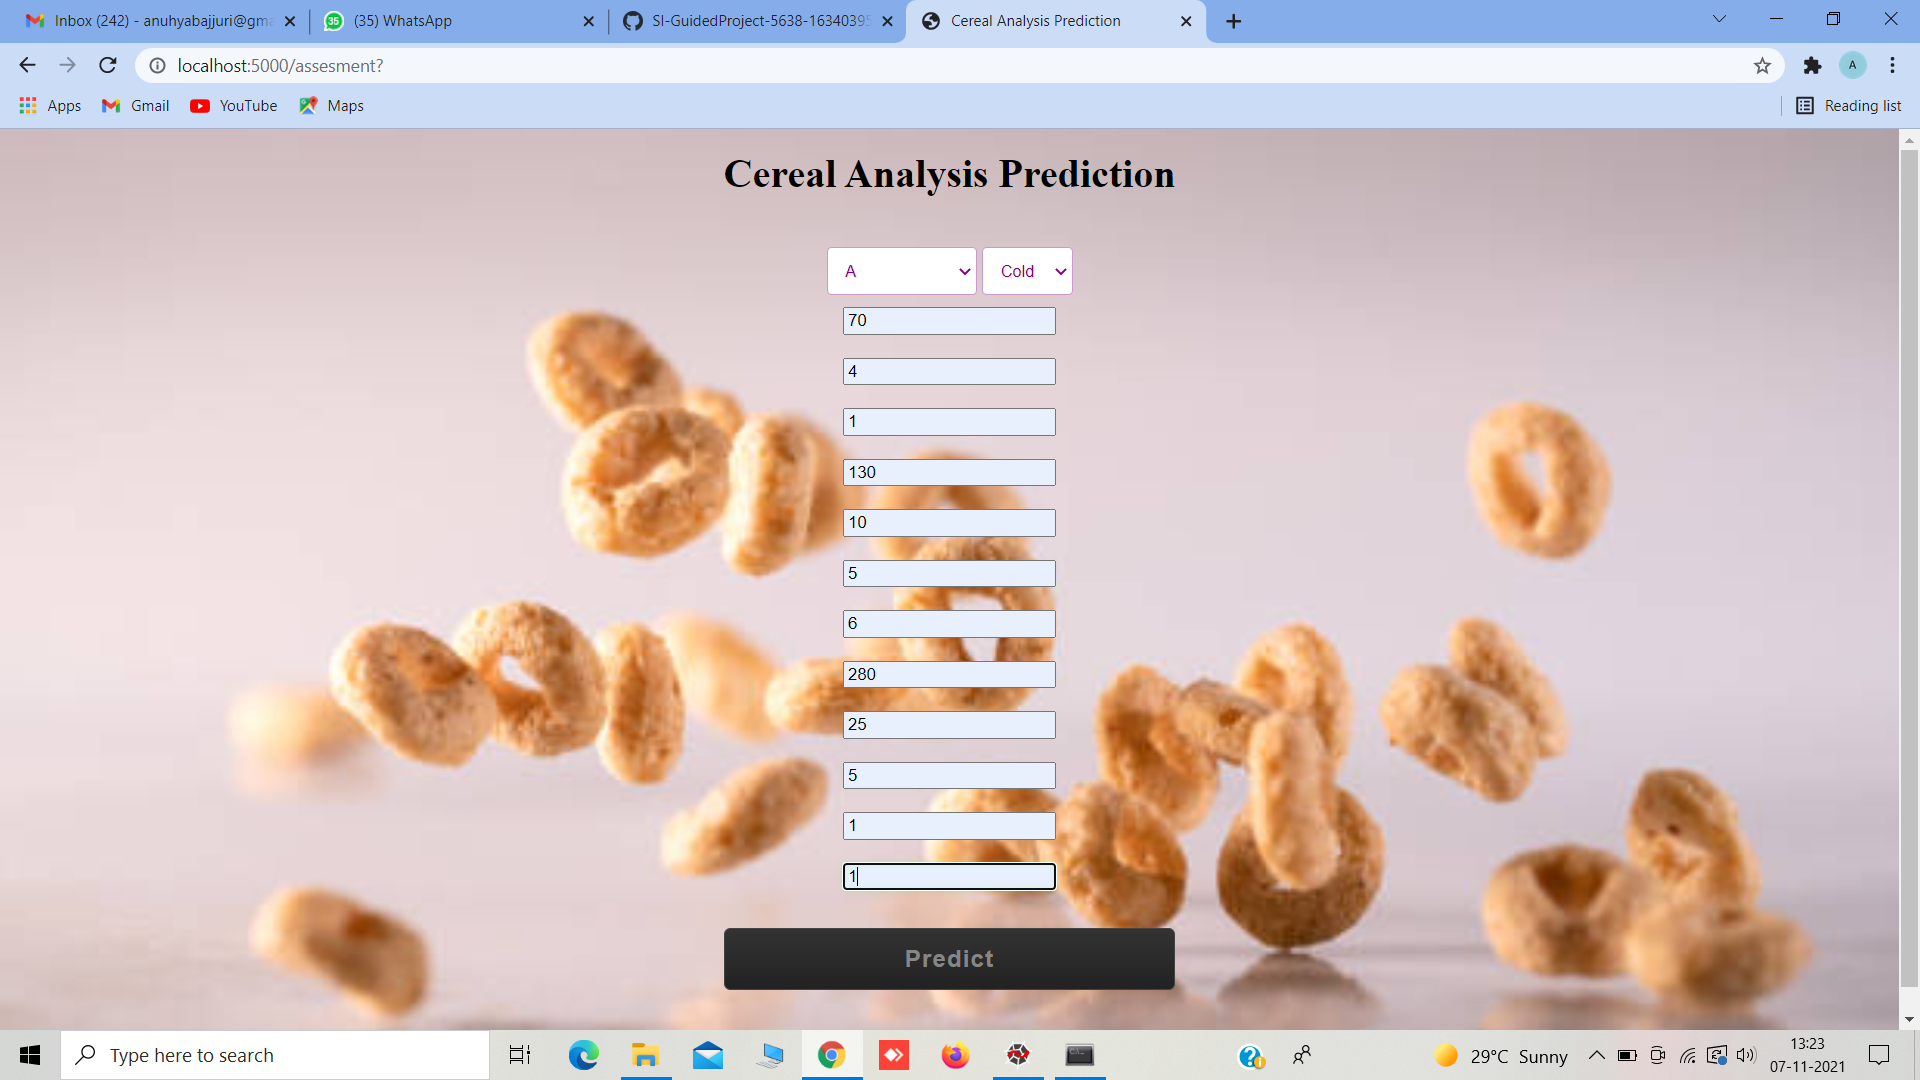 Inbox (242) - anuhyabajjuri@gma
(35) WhatsApp
SI-GuidedProject-5638-16340395
Cereal Analysis Prediction
localhost:5000/assesment?
A
Apps
Gmail
YouTube
Maps
Reading list
Cereal Analysis Prediction
A
Cold
70
4
1
130
10
5
6
280
25
5
1
1
Predict
Type here to search
29°C Sunny
13:23
07-11-2021